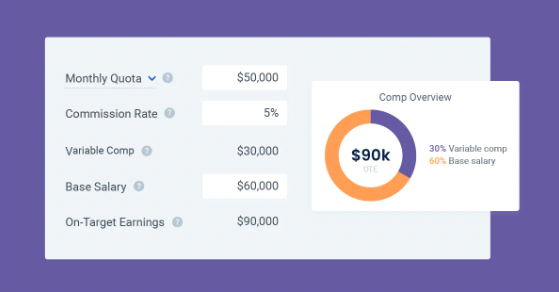 Monthly Quota ?
$50,000
Commission Rate ?
5%
Variable Comp ?
$30,000
Base Salary ?
$60,000
On-Target Earnings ?
$90,000
Comp Overview
$90k
OTE
30% Variable comp
60% Base salary